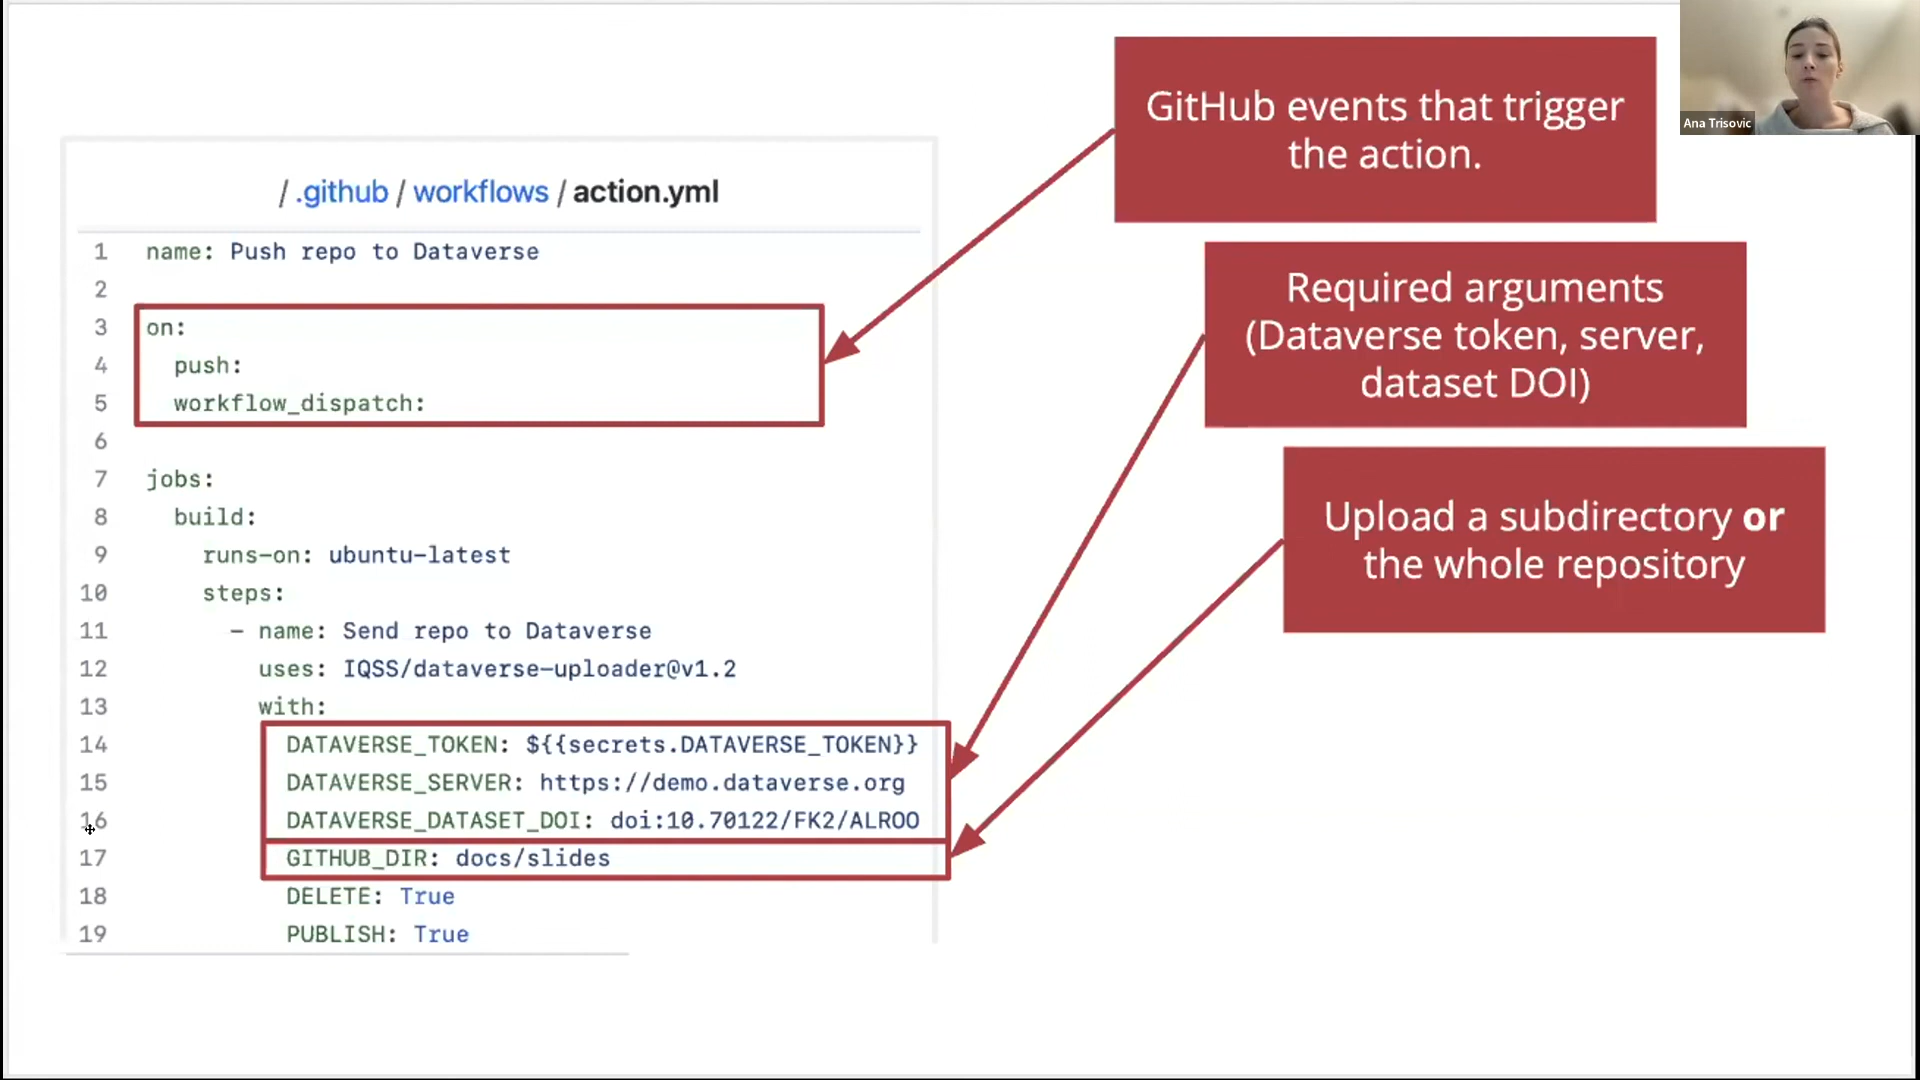 / .github / workflows / action.yml
1 name: Push repo to Dataverse
2
3 on:
4 push:
5 workflow_dispatch:
6
7 jobs:
8 build:
9 runs-on: ubuntu-latest
10 steps:
11 - name: Send repo to Dataverse
12 uses: IQSS/dataverse-uploader@v1.2
13 with:
14 DATAVERSE_TOKEN: ${{secrets.DATAVERSE_TOKEN}}
15 DATAVERSE_SERVER: https://demo.dataverse.org
16 DATAVERSE_DATASET_DOI: doi:10.70122/FK2/ALROO
17 GITHUB_DIR: docs/slides
18 DELETE: True
19 PUBLISH: True
GitHub events that trigger
the action.
Required arguments
(Dataverse token, server,
dataset DOI)
Upload a subdirectory or
the whole repository
Ana Trisovic